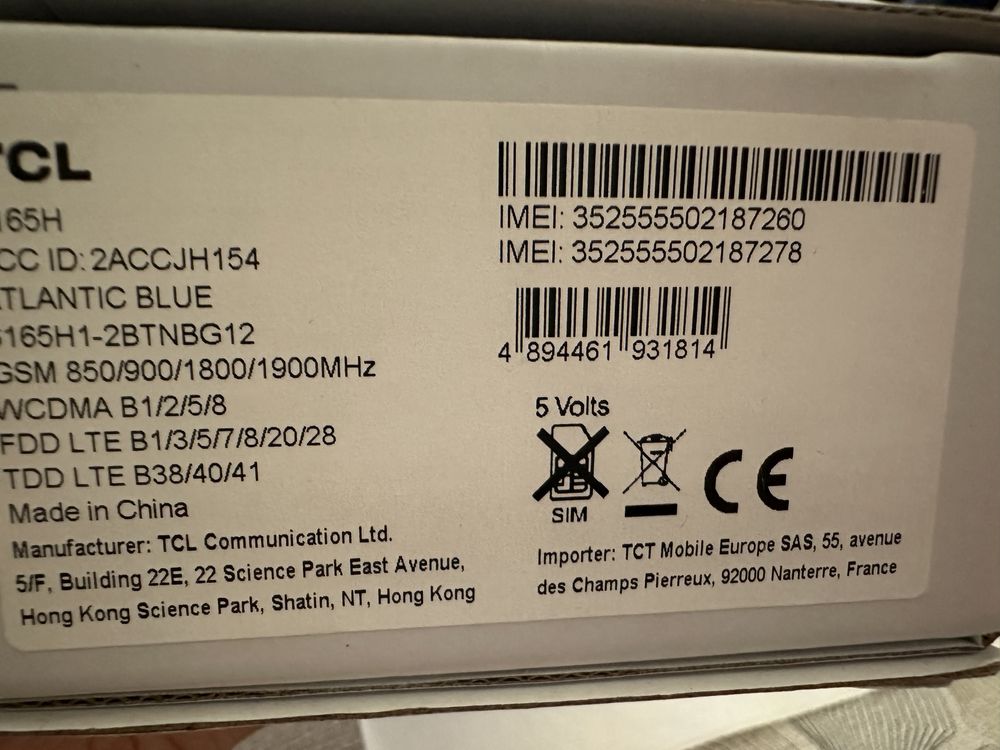 TCL
165H
CC ID: 2ACCJH154
ATLANTIC BLUE
6165H1-2BTNBG12
GSM 850/900/1800/1900MHz
WCDMA B1/2/5/8
FDD LTE B1/3/5/7/8/20/28
TDD LTE B38/40/41
Made in China
Manufacturer: TCL Communication Ltd.
5/F, Building 22E, 22 Science Park East Avenue,
Hong Kong Science Park, Shatin, NT, Hong Kong
IMEI: 352555502187260
IMEI: 352555502187278
4 894461 931814
5 Volts
SIM
CE
Importer: TCT Mobile Europe SAS, 55, avenue
des Champs Pierreux, 92000 Nanterre, France